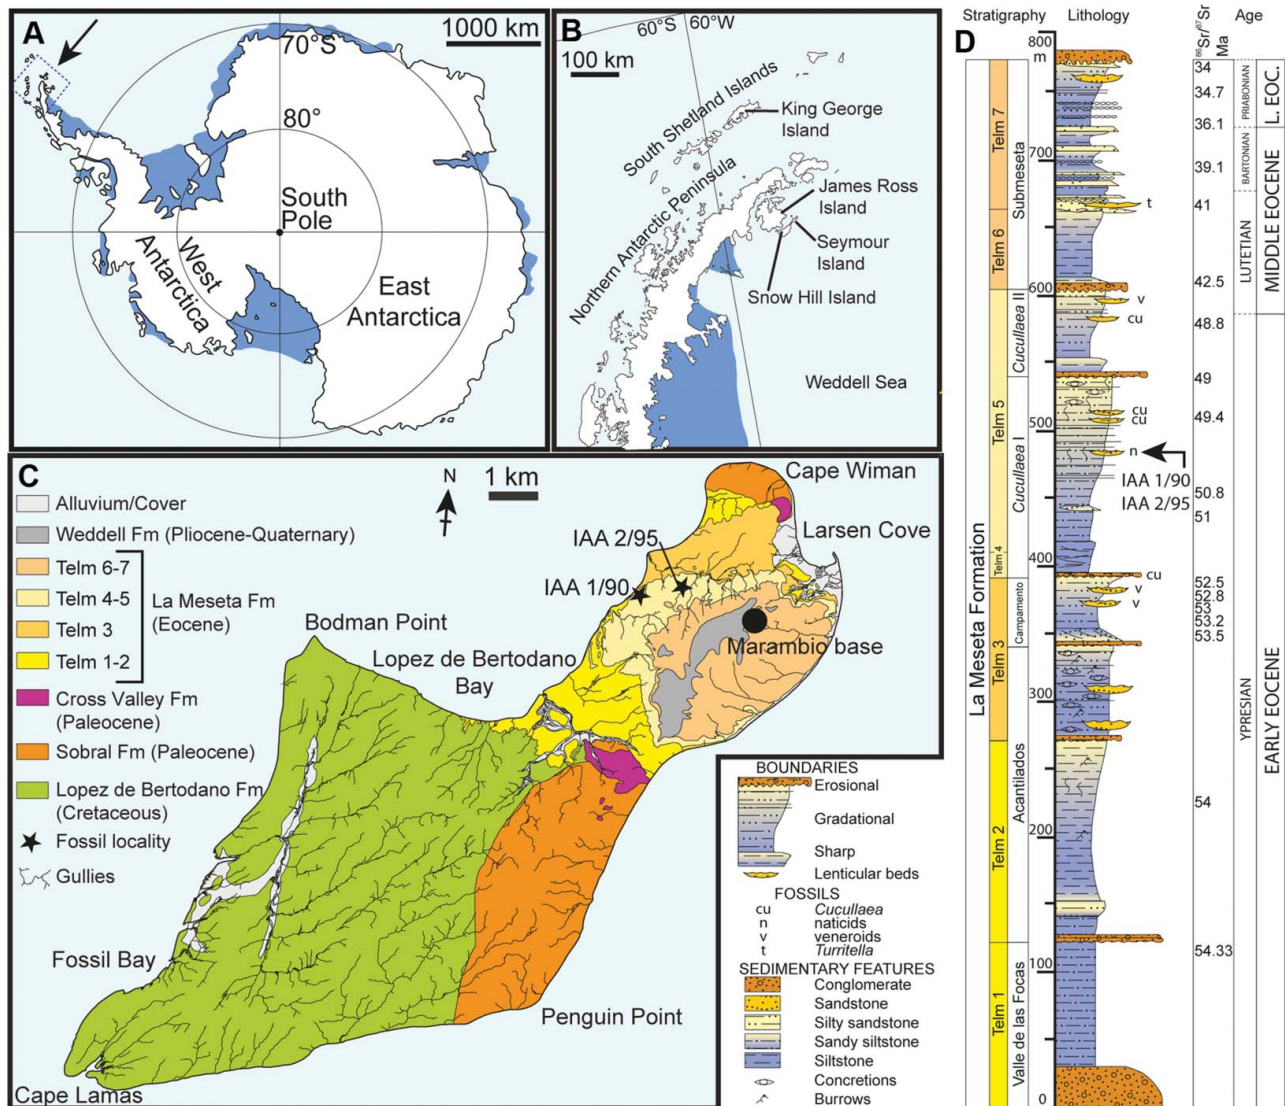 A
1000 km
70°S
80°
South
Pole
West
Antarctica
East
Antarctica
B
60°S
60°W
100 km
South Shetland Islands
King George
Island
Northern Antarctic Peninsula
James Ross
Island
Seymour
Island
Snow Hill Island
Weddell Sea
C
N
1 km
Alluvium/Cover
Weddell Fm (Pliocene-Quaternary)
Telm 6-7
Telm 4-5
Telm 3
Telm 1-2
La Meseta Fm
(Eocene)
Cross Valley Fm
(Paleocene)
Sobral Fm (Paleocene)
Lopez de Bertodano Fm
(Cretaceous)
Fossil locality
Gullies
Cape Wiman
Larsen Cove
IAA 2/95
IAA 1/90
Marambio base
Bodman Point
Lopez de Bertodano
Bay
Fossil Bay
Penguin Point
Cape Lamas
BOUNDARIES
Erosional
Gradational
Sharp
Lenticular beds
FOSSILS
cu Cucullaea
n naticids
v veneroids
t Turritella
SEDIMENTARY FEATURES
Conglomerate
Sandstone
Silty sandstone
Sandy siltstone
Siltstone
Concretions
Burrows
D
Stratigraphy
Lithology
86Sr/87Sr
Ma
Age
La Meseta Formation
Telm 7
Telm 6
Telm 5
Telm 4
Telm 3
Telm 2
Telm 1
Submeseta
Cucullaea II
Cucullaea I
Campamento
Acantilados
Valle de las Focas
800
m
700
600
500
400
300
200
100
0
t
v
cu
cu
cu
n
IAA 1/90
IAA 2/95
cu
v
v
34
34.7
36.1
39.1
41
42.5
48.8
49
49.4
50.8
51
52.5
52.8
53
53.2
53.5
54
54.33
PRIABONIAN
BARTONIAN
LUTETIAN
YPRESIAN
L. EOC.
MIDDLE EOCENE
EARLY EOCENE